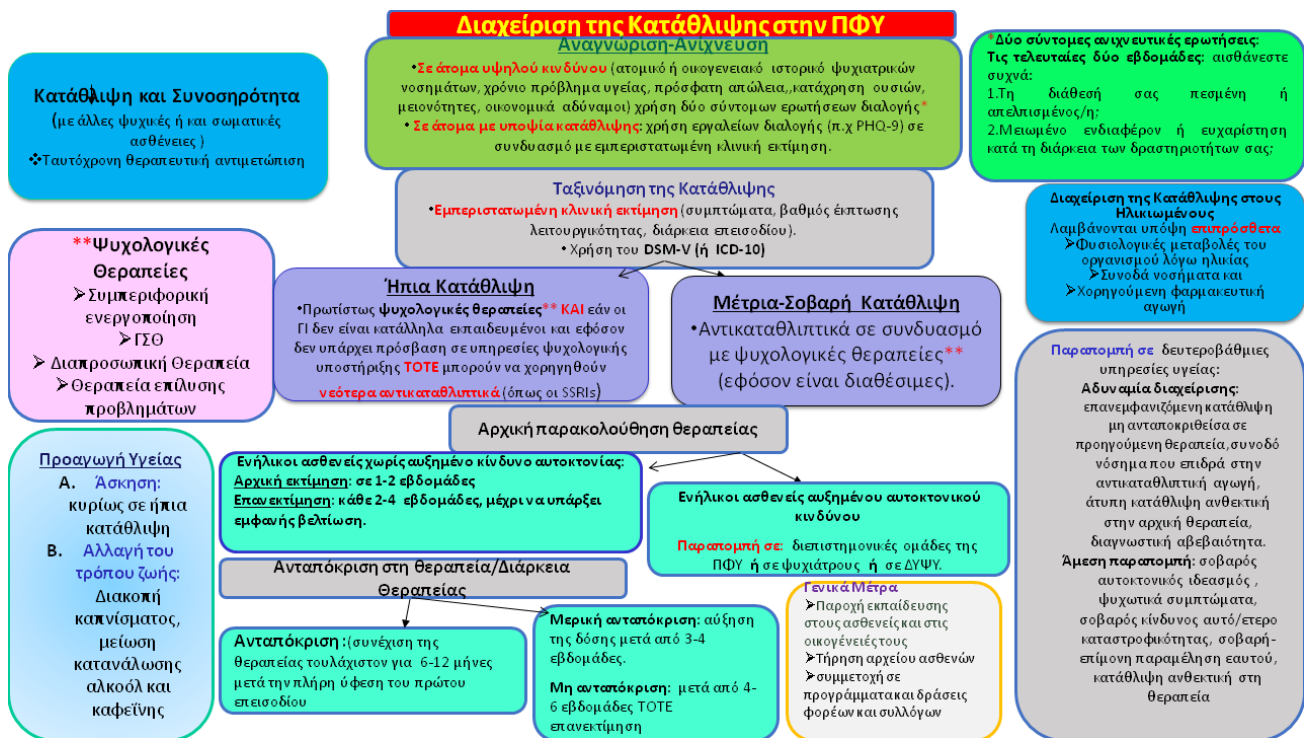 Διαχείριση της Κατάθλιψης στην ΠΦΥ
Αναγνώριση-Ανίχνευση
•Σε άτομα υψηλού κινδύνου (ατομικό ή οικογενειακό ιστορικό ψυχιατρικών
νοσημάτων, χρόνιο πρόβλημα υγείας, πρόσφατη απώλεια,,κατάχρηση ουσιών,
μειονότητες, οικονομικά αδύναμοι) χρήση δύο σύντομων ερωτήσεων διαλογής*
•Σε άτομα με υποψία κατάθλιψης: χρήση εργαλείων διαλογής (π.χ PHQ-9) σε
συνδυασμό με εμπεριστατωμένη κλινική εκτίμηση.
*Δύο σύντομες ανιχνευτικές ερωτήσεις:
Τις τελευταίες δύο εβδομάδες: αισθάνεστε
συχνά:
1.Τη διάθεσή σας πεσμένη ή
απελπισμένος/η;
2.Μειωμένο ενδιαφέρον ή ευχαρίστηση
κατά τη διάρκεια των δραστηριοτήτων σας;
Κατάθλιψη και Συνοσηρότητα
(με άλλες ψυχικές ή και σωματικές
ασθένειες )
❖Ταυτόχρονη θεραπευτική αντιμετώπιση
Ταξινόμηση της Κατάθλιψης
•Εμπεριστατωμένη κλινική εκτίμηση (συμπτώματα, βαθμός έκπτωσης
λειτουργικότητας, διάρκεια επεισοδίου).
• Χρήση του DSM-V (ή ICD-10)
Διαχείριση της Κατάθλιψης στους
Ηλικιωμένους
Λαμβάνονται υπόψη επιπρόσθετα
➢Φυσιολογικές μεταβολές του
οργανισμού λόγω ηλικίας
➢Συνοδά νοσήματα και
➢Χορηγούμενη φαρμακευτική
αγωγή
**Ψυχολογικές
Θεραπείες
➢Συμπεριφορική
ενεργοποίηση
➢ΓΣΘ
➢ Διαπροσωπική Θεραπεία
➢Θεραπεία επίλυσης
προβλημάτων
Ήπια Κατάθλιψη
•Πρωτίστως ψυχολογικές θεραπείες** ΚΑΙ εάν οι
ΓΙ δεν είναι κατάλληλα εκπαιδευμένοι και εφόσον
δεν υπάρχει πρόσβαση σε υπηρεσίες ψυχολογικής
υποστήριξης ΤΟΤΕ μπορούν να χορηγηθούν
νεότερα αντικαταθλιπτικά (όπως οι SSRIs)
Μέτρια-Σοβαρή Κατάθλιψη
•Αντικαταθλιπτικά σε συνδυασμό
με ψυχολογικές θεραπείες**
(εφόσον είναι διαθέσιμες).
Παραπομπή σε δευτεροβάθμιες
υπηρεσίες υγείας:
Αδυναμία διαχείρισης:
επανεμφανιζόμενη κατάθλιψη
μη ανταποκριθείσα σε
προηγούμενη θεραπεία,συνοδό
νόσημα που επιδρά στην
αντικαταθλιπτική αγωγή,
άτυπη κατάθλιψη ανθεκτική
στην αρχική θεραπεία,
διαγνωστική αβεβαιότητα.
Άμεση παραπομπή: σοβαρός
αυτοκτονικός ιδεασμός ,
ψυχωτικά συμπτώματα,
σοβαρός κίνδυνος αυτό/ετερο
καταστροφικότητας, σοβαρή-
επίμονη παραμέληση εαυτού,
κατάθλιψη ανθεκτική στη
θεραπεία
Αρχική παρακολούθηση θεραπείας
Προαγωγή Υγείας
A. Άσκηση:
κυρίως σε ήπια
κατάθλιψη
B. Αλλαγή του
τρόπου ζωής:
Διακοπή
καπνίσματος,
μείωση
κατανάλωσης
αλκοόλ και
καφεΐνης
Ενήλικοι ασθενείς χωρίς αυξημένο κίνδυνο αυτοκτονίας:
Αρχική εκτίμηση: σε 1-2 εβδομάδες
Επανεκτίμηση: κάθε 2-4 εβδομάδες, μέχρι να υπάρξει
εμφανής βελτίωση.
Ενήλικοι ασθενείς αυξημένου αυτοκτονικού
κινδύνου
Παραπομπή σε: διεπιστημονικές ομάδες της
ΠΦΥ ή σε ψυχιάτρους ή σε ΔΥΨΥ.
Ανταπόκριση στη θεραπεία/Διάρκεια
Θεραπείας
Ανταπόκριση :(συνέχιση της
θεραπείας τουλάχιστον για 6-12 μήνες
μετά την πλήρη ύφεση του πρώτου
επεισοδίου
Μερική ανταπόκριση: αύξηση
της δόσης μετά από 3-4
εβδομάδες.
Μη ανταπόκριση: μετά από 4-
6 εβδομάδες ΤΟΤΕ
επανεκτίμηση
Γενικά Μέτρα
➢Παροχή εκπαίδευσης
στους ασθενείς και στις
οικογένειές τους
➢Τήρηση αρχείου ασθενών
➢συμμετοχή σε
προγράμματα και δράσεις
φορέων και συλλόγων